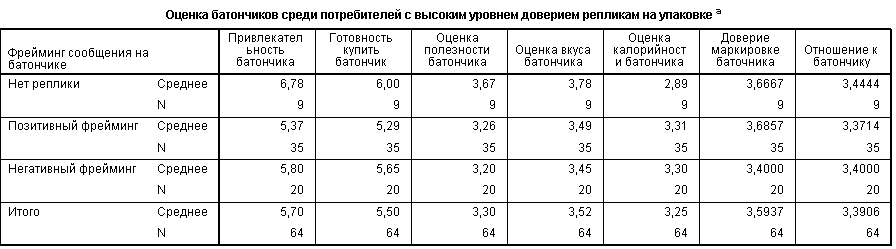 Оценка батончиков среди потребителей с высоким уровнем доверием репликам на упаковке a
Фрейминг сообщения на батончике Привлекательность батончика Готовность купить батончик Оценка полезности батончика Оценка вкуса батончика Оценка калорийности батончика Доверие маркировке батончика Отношение к батончику
Нет реплики Среднее 6,78 6,00 3,67 3,78 2,89 3,6667 3,4444
N 9 9 9 9 9 9 9
Позитивный фрейминг Среднее 5,37 5,29 3,26 3,49 3,31 3,6857 3,3714
N 35 35 35 35 35 35 35
Негативный фрейминг Среднее 5,80 5,65 3,20 3,45 3,30 3,4000 3,4000
N 20 20 20 20 20 20 20
Итого Среднее 5,70 5,50 3,30 3,52 3,25 3,5937 3,3906
N 64 64 64 64 64 64 64